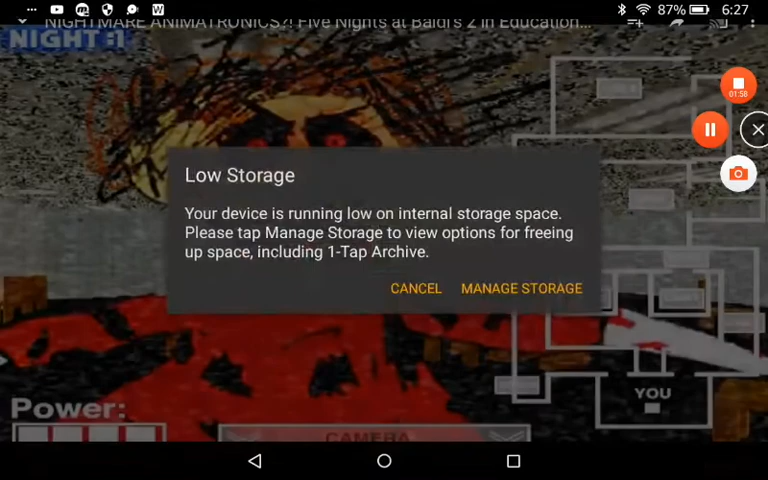 87% 6:27
NIGHTMARE ANIMATRONICS?! Five Nights at Baldi's 2 in Education...
NIGHT:1
01:58
Low Storage
Your device is running low on internal storage space.
Please tap Manage Storage to view options for freeing
up space, including 1-Tap Archive.
CANCEL MANAGE STORAGE
YOU
Power:
CAMERA